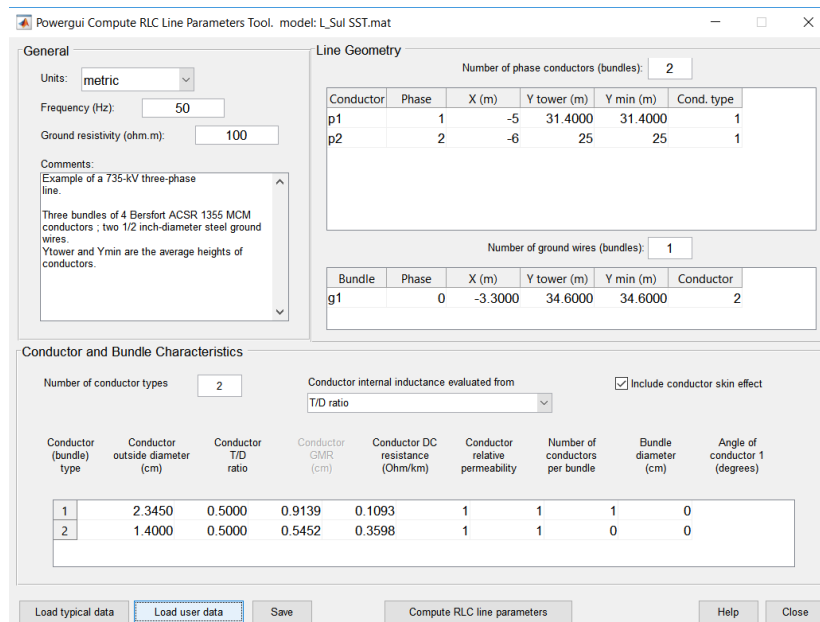 Powergui Compute RLC Line Parameters Tool. model: L_Sul SST.mat
General
Units: metric
Frequency (Hz): 50
Ground resistivity (ohm.m): 100
Comments:
Example of a 735-kV three-phase
line.
Three bundles of 4 Bersfort ACSR 1355 MCM
conductors ; two 1/2 inch-diameter steel ground
wires.
Ytower and Ymin are the average heights of
conductors.
Line Geometry
Number of phase conductors (bundles): 2
Conductor Phase X (m) Y tower (m) Y min (m) Cond. type
p1 1 -5 31.4000 31.4000 1
p2 2 -6 25 25 1
Number of ground wires (bundles): 1
Bundle Phase X (m) Y tower (m) Y min (m) Conductor
g1 0 -3.3000 34.6000 34.6000 2
Conductor and Bundle Characteristics
Number of conductor types 2
Conductor internal inductance evaluated from
T/D ratio
Include conductor skin effect
Conductor Conductor Conductor Conductor Conductor DC Conductor Number of Bundle Angle of
(bundle) outside diameter T/D GMR resistance relative conductors diameter conductor 1
type (cm) ratio (cm) (Ohm/km) permeability per bundle (cm) (degrees)
1 2.3450 0.5000 0.9139 0.1093 1 1 1 0
2 1.4000 0.5000 0.5452 0.3598 1 1 0 0
Load typical data Load user data Save Compute RLC line parameters Help Close